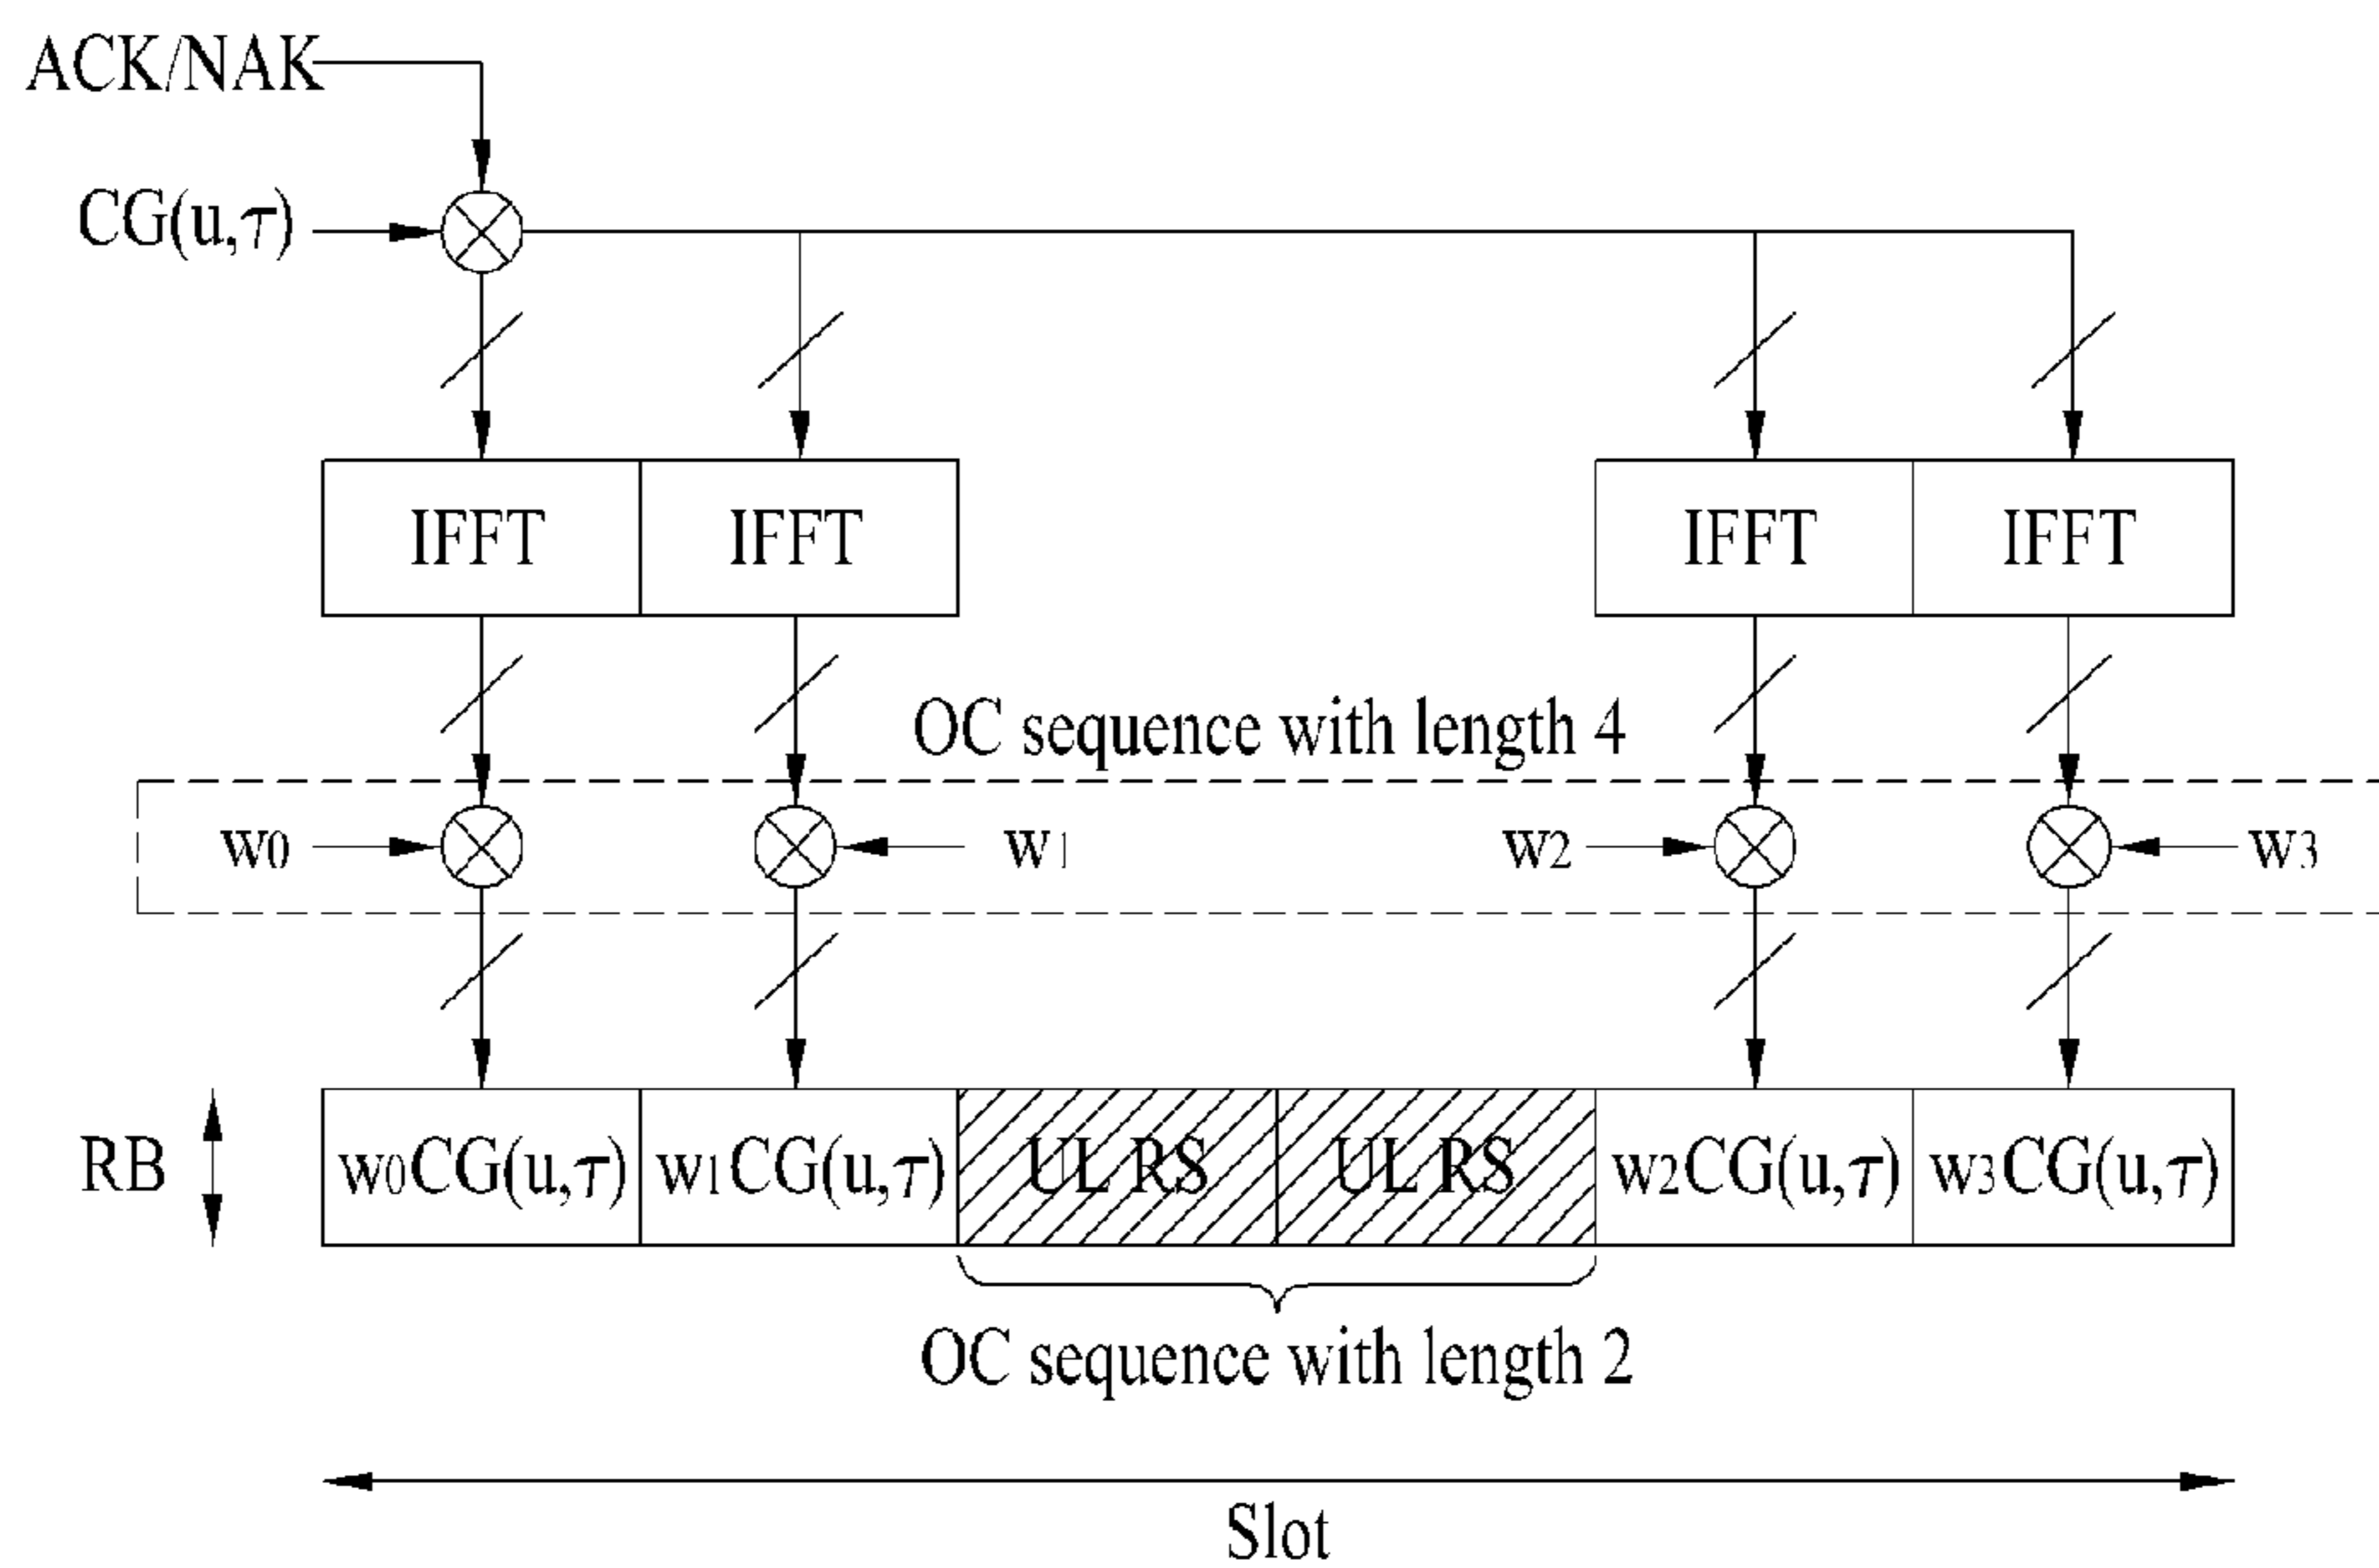 ACK/NAK
CG(u,τ)
IFFT IFFT IFFT IFFT
OC sequence with length 4
w0 w1 w2 w3
RB w0CG(u,τ) w1CG(u,τ) UL RS UL RS w2CG(u,τ) w3CG(u,τ)
OC sequence with length 2
Slot